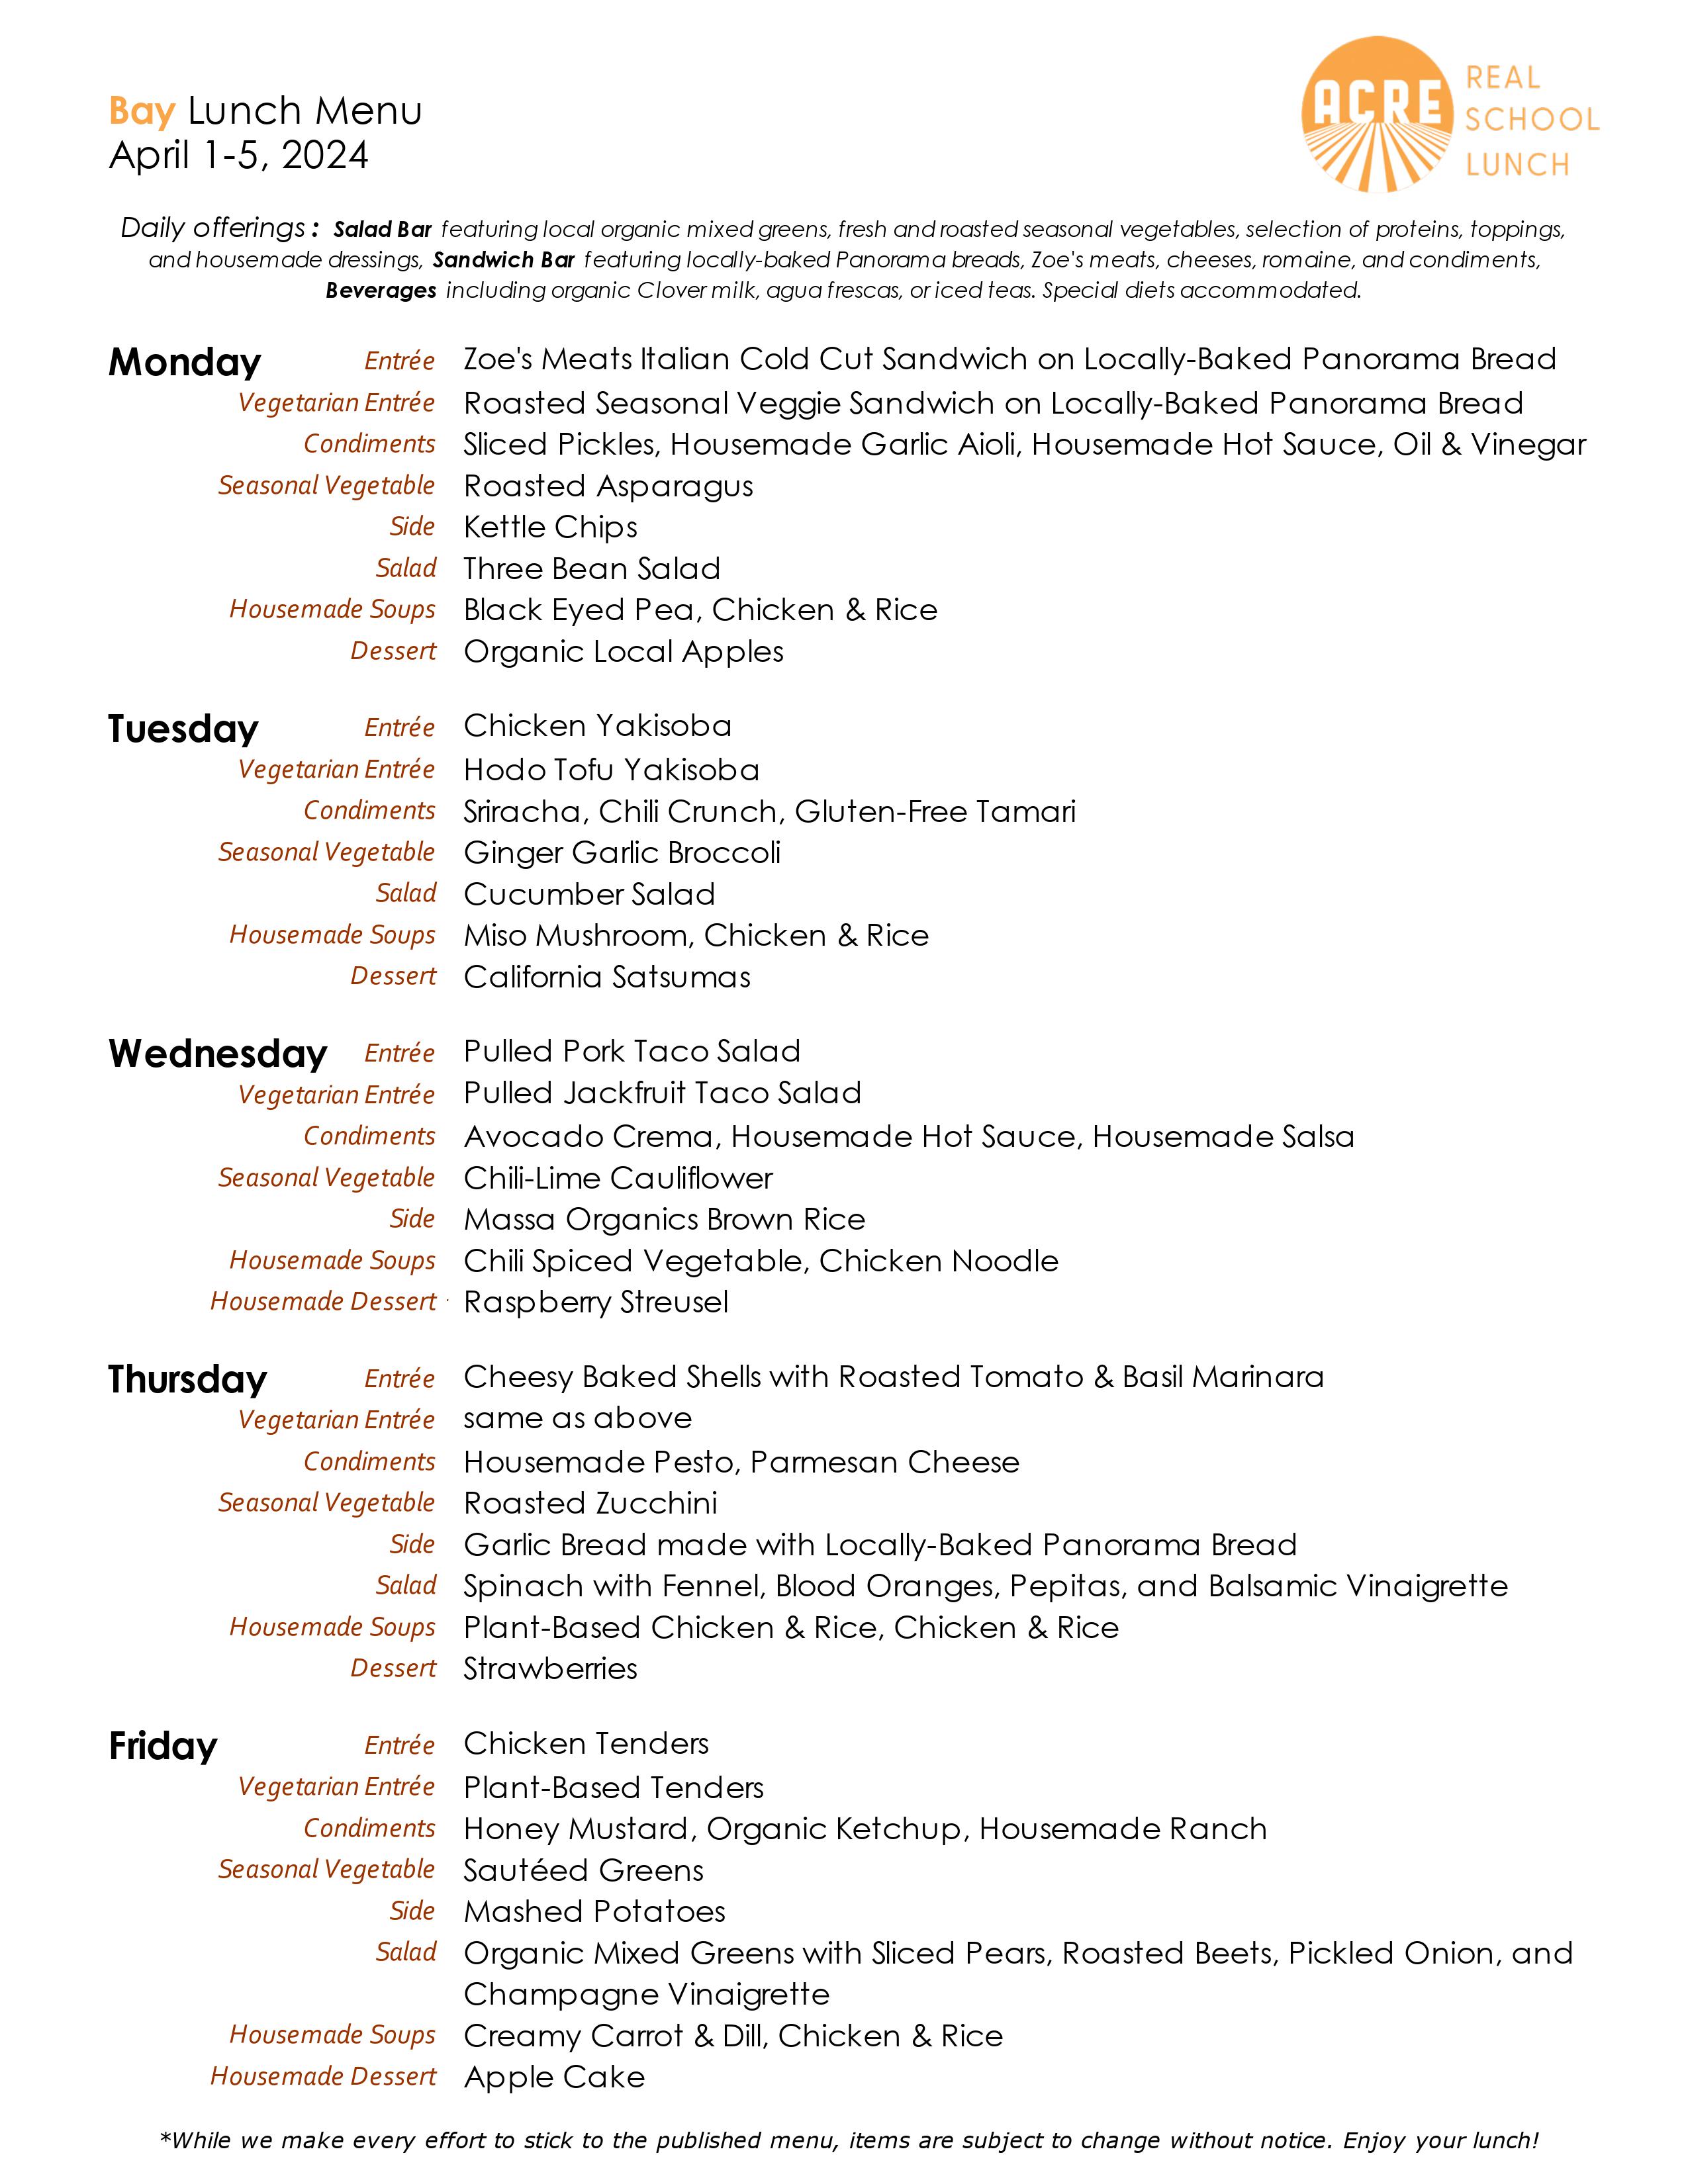 Bay Lunch Menu
April 1-5, 2024
ACRE
REAL
SCHOOL
LUNCH
Daily offerings : Salad Bar featuring local organic mixed greens, fresh and roasted seasonal vegetables, selection of proteins, toppings,
and housemade dressings, Sandwich Bar featuring locally-baked Panorama breads, Zoe's meats, cheeses, romaine, and condiments,
Beverages including organic Clover milk, agua frescas, or iced teas. Special diets accommodated.
Monday Entrée Zoe's Meats Italian Cold Cut Sandwich on Locally-Baked Panorama Bread
Vegetarian Entrée Roasted Seasonal Veggie Sandwich on Locally-Baked Panorama Bread
Condiments Sliced Pickles, Housemade Garlic Aioli, Housemade Hot Sauce, Oil & Vinegar
Seasonal Vegetable Roasted Asparagus
Side Kettle Chips
Salad Three Bean Salad
Housemade Soups Black Eyed Pea, Chicken & Rice
Dessert Organic Local Apples
Tuesday Entrée Chicken Yakisoba
Vegetarian Entrée Hodo Tofu Yakisoba
Condiments Sriracha, Chili Crunch, Gluten-Free Tamari
Seasonal Vegetable Ginger Garlic Broccoli
Salad Cucumber Salad
Housemade Soups Miso Mushroom, Chicken & Rice
Dessert California Satsumas
Wednesday Entrée Pulled Pork Taco Salad
Vegetarian Entrée Pulled Jackfruit Taco Salad
Condiments Avocado Crema, Housemade Hot Sauce, Housemade Salsa
Seasonal Vegetable Chili-Lime Cauliflower
Side Massa Organics Brown Rice
Housemade Soups Chili Spiced Vegetable, Chicken Noodle
Housemade Dessert Raspberry Streusel
Thursday Entrée Cheesy Baked Shells with Roasted Tomato & Basil Marinara
Vegetarian Entrée same as above
Condiments Housemade Pesto, Parmesan Cheese
Seasonal Vegetable Roasted Zucchini
Side Garlic Bread made with Locally-Baked Panorama Bread
Salad Spinach with Fennel, Blood Oranges, Pepitas, and Balsamic Vinaigrette
Housemade Soups Plant-Based Chicken & Rice, Chicken & Rice
Dessert Strawberries
Friday Entrée Chicken Tenders
Vegetarian Entrée Plant-Based Tenders
Condiments Honey Mustard, Organic Ketchup, Housemade Ranch
Seasonal Vegetable Sautéed Greens
Side Mashed Potatoes
Salad Organic Mixed Greens with Sliced Pears, Roasted Beets, Pickled Onion, and
Champagne Vinaigrette
Housemade Soups Creamy Carrot & Dill, Chicken & Rice
Housemade Dessert Apple Cake
*While we make every effort to stick to the published menu, items are subject to change without notice. Enjoy your lunch!